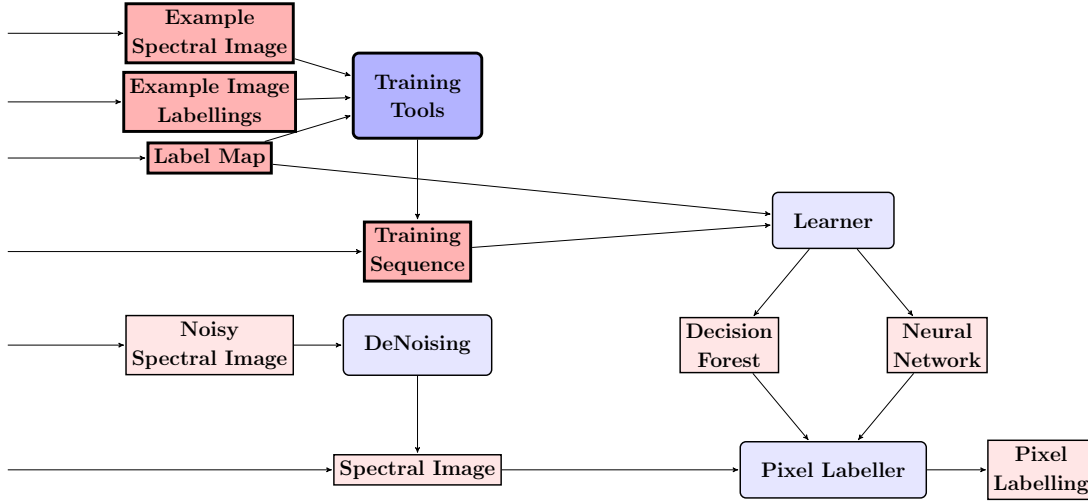 Example
Spectral Image
Example Image
Labellings
Label Map
Training
Tools
Training
Sequence
Learner
Noisy
Spectral Image
DeNoising
Decision
Forest
Neural
Network
Spectral Image
Pixel Labeller
Pixel
Labelling